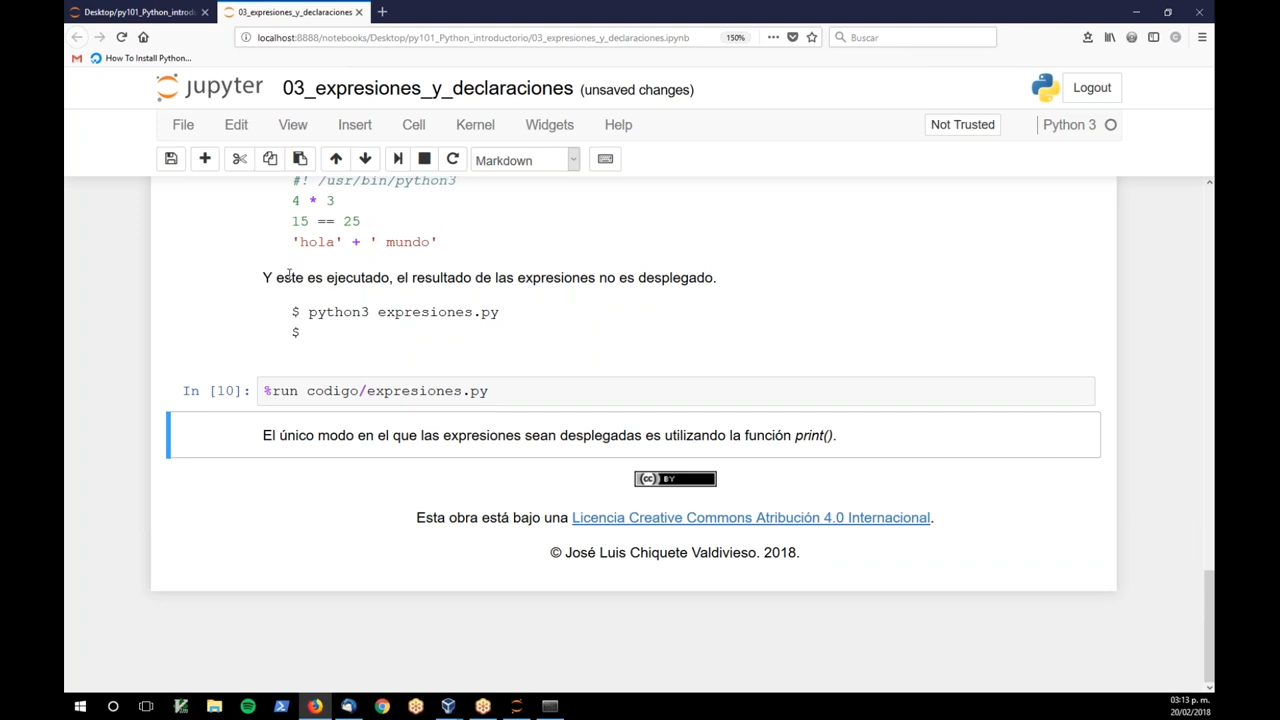 Desktop/py101_Python_introdu
03_expresiones_y_declaraciones
localhost:8888/notebooks/Desktop/py101_Python_introductorio/03_expresiones_y_declaraciones.ipynb
150%
Buscar
How To Install Python...
jupyter
03_expresiones_y_declaraciones (unsaved changes)
Logout
File Edit View Insert Cell Kernel Widgets Help
Not Trusted
Python 3
Markdown
#! /usr/bin/python3
4 * 3
15 == 25
'hola' + ' mundo'
Y este es ejecutado, el resultado de las expresiones no es desplegado.
$ python3 expresiones.py
$
In [10]: %run codigo/expresiones.py
El único modo en el que las expresiones sean desplegadas es utilizando la función print().
cc BY
Esta obra está bajo una Licencia Creative Commons Atribución 4.0 Internacional.
© José Luis Chiquete Valdivieso. 2018.
03:13 p. m.
20/02/2018